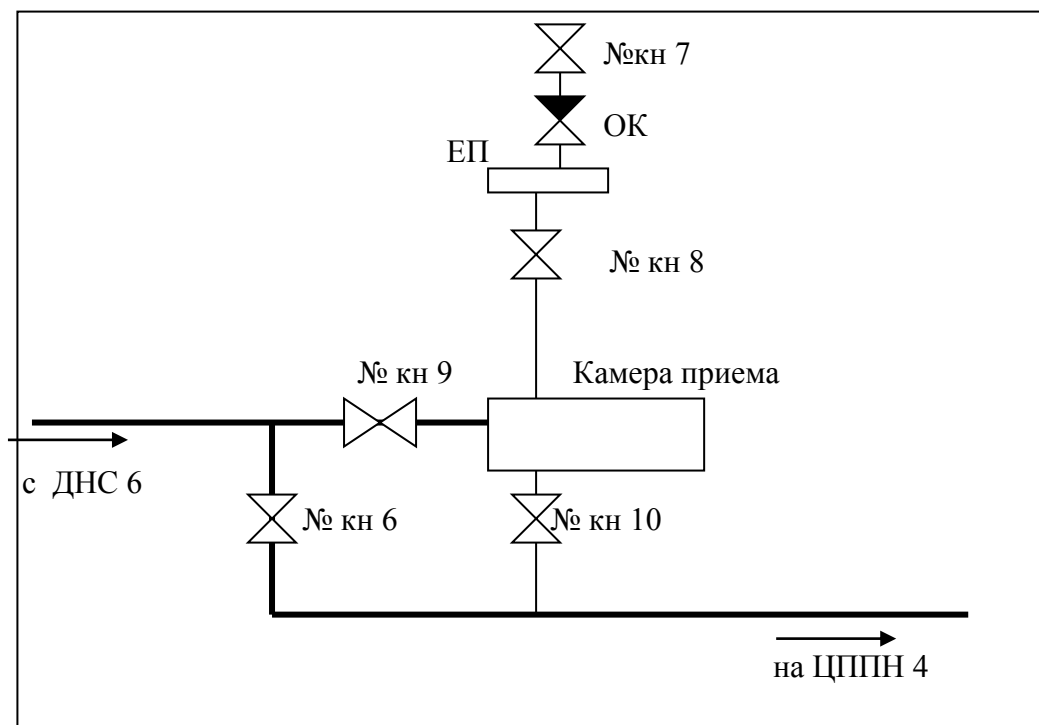 №кн 7
ОК
ЕП
№ кн 8
№ кн 9
Камера приема
с ДНС 6
№ кн 6
№ кн 10
на ЦППН 4